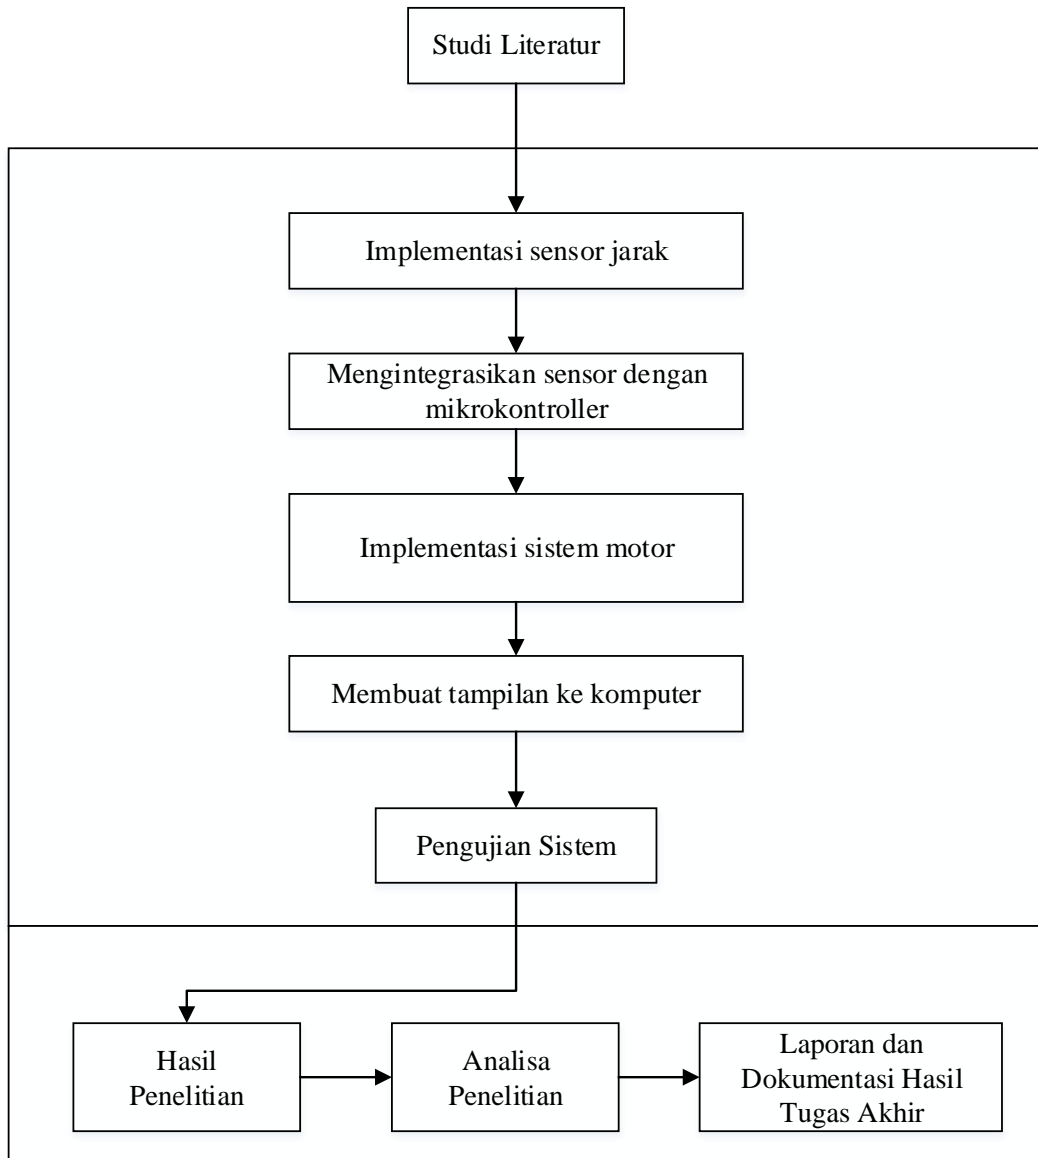 Studi Literatur
Implementasi sensor jarak
Mengintegrasikan sensor dengan
mikrokontroller
Implementasi sistem motor
Membuat tampilan ke komputer
Pengujian Sistem
Hasil
Penelitian
Analisa
Penelitian
Laporan dan
Dokumentasi Hasil
Tugas Akhir